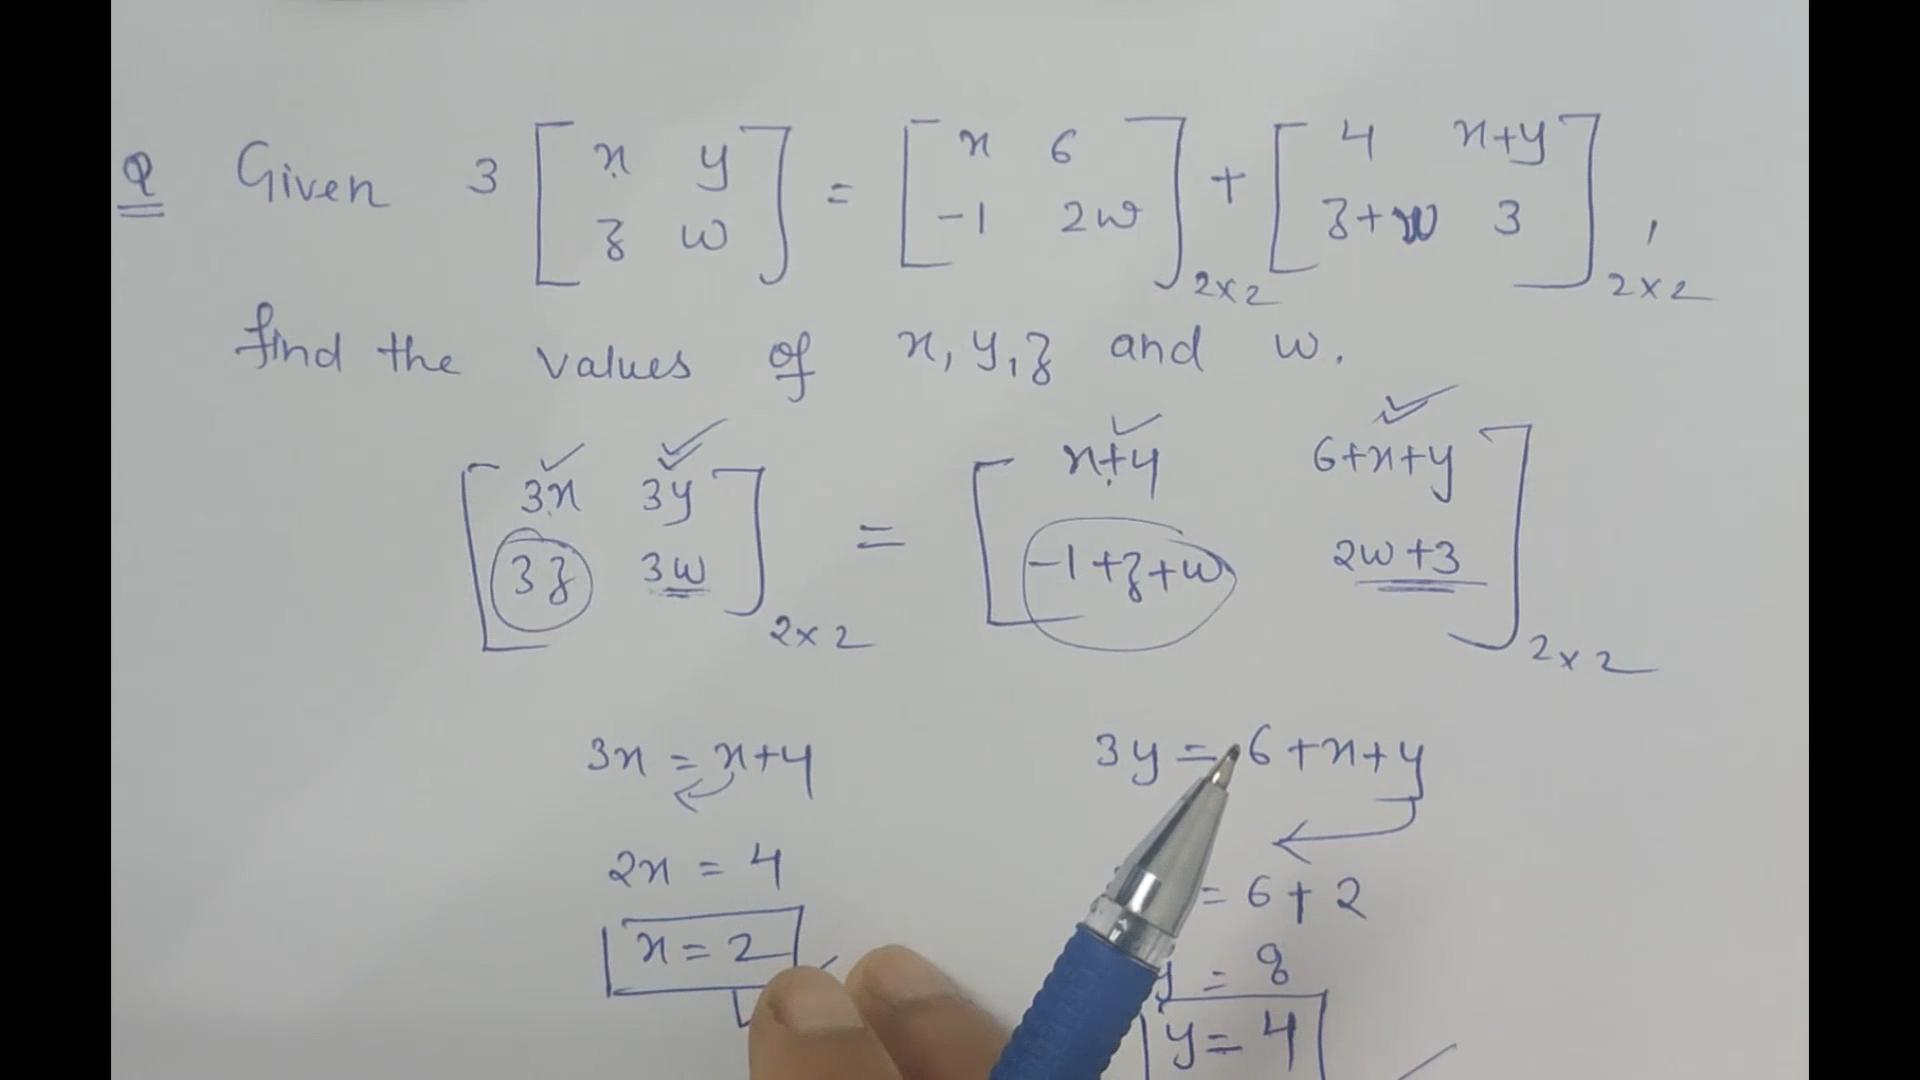 Q Given 3 [x y; z w] = [x 6; -1 2w]2×2 + [4 x+y; z+w 3]2×2,
find the values of x, y, z and w.
[3x 3y; 3z 3w]2×2 = [x+4 6+x+y; -1+z+w 2w+3]2×2
3x = x+4
2x = 4
x = 2
3y = 6+x+y
= 6+2
y = 8
y = 4